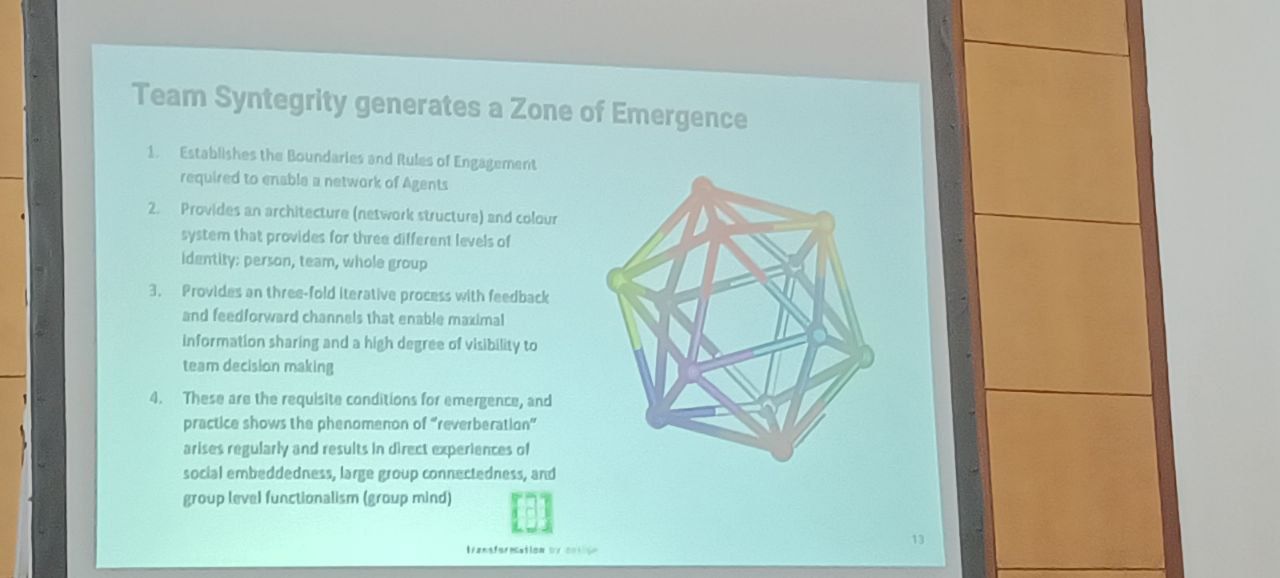 Team Syntegrity generates a Zone of Emergence
1. Establishes the Boundaries and Rules of Engagement
required to enable a network of Agents
2. Provides an architecture (network structure) and colour
system that provides for three different levels of
identity: person, team, whole group
3. Provides an three-fold iterative process with feedback
and feedforward channels that enable maximal
information sharing and a high degree of visibility to
team decision making
4. These are the requisite conditions for emergence, and
practice shows the phenomenon of "reverberation"
arises regularly and results in direct experiences of
social embeddedness, large group connectedness, and
group level functionalism (group mind)
transformation by design
13